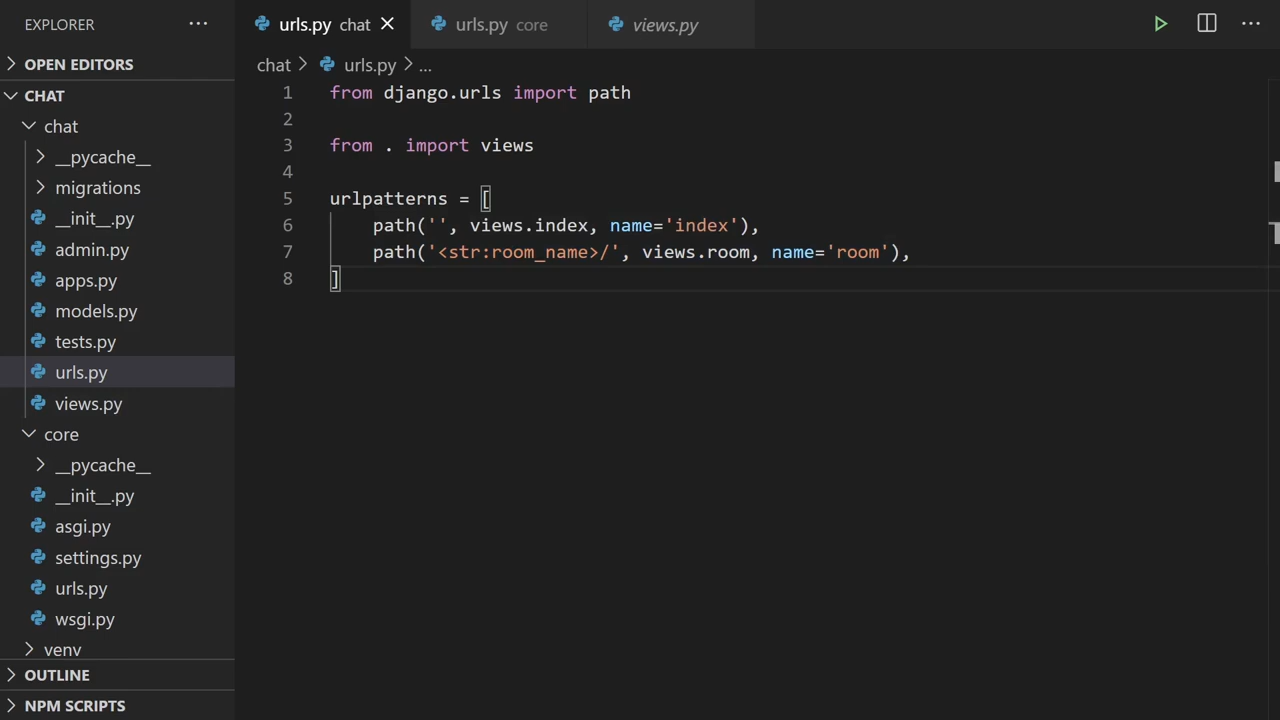 EXPLORER
OPEN EDITORS
CHAT
chat
__pycache__
migrations
__init__.py
admin.py
apps.py
models.py
tests.py
urls.py
views.py
core
__pycache__
__init__.py
asgi.py
settings.py
urls.py
wsgi.py
venv
OUTLINE
NPM SCRIPTS
urls.py chat
urls.py core
views.py
chat > urls.py > ...
1 from django.urls import path
2
3 from . import views
4
5 urlpatterns = [
6 path('', views.index, name='index'),
7 path('<str:room_name>/', views.room, name='room'),
8 ]